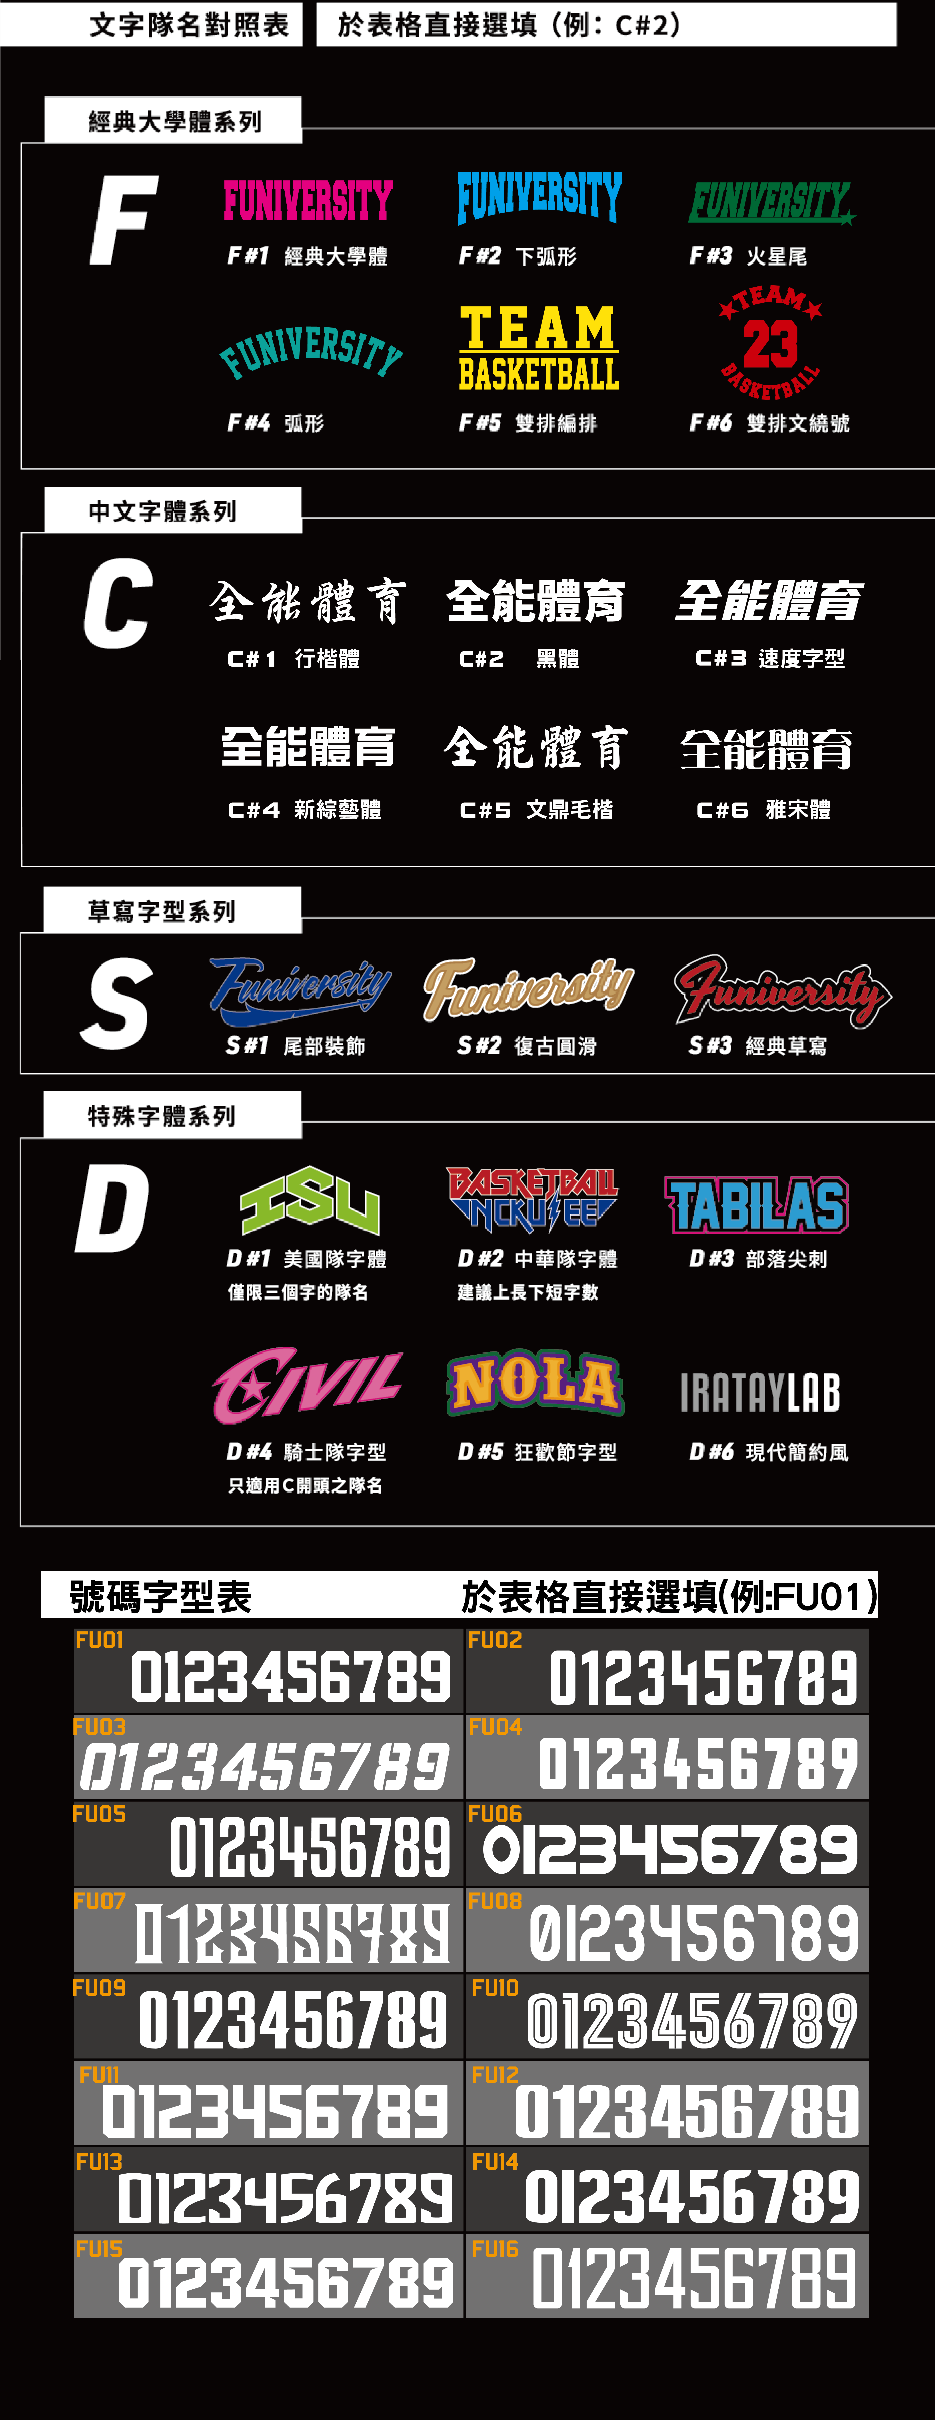 文字隊名對照表 於表格直接選填（例：C#2）
經典大學體系列
F
FUNIVERSITY FUNIVERSITY FUNIVERSITY
F#1 經典大學體 F#2 下弧形 F#3 火星尾
FUNIVERSITY TEAM BASKETBALL TEAM 23 BASKETBALL
F#4 弧形 F#5 雙排編排 F#6 雙排文繞號
中文字體系列
C
全能體育 全能體育 全能體育
C#1 行楷體 C#2 黑體 C#3 速度字型
全能體育 全能體育 全能體育
C#4 新綜藝體 C#5 文鼎毛楷 C#6 雅宋體
草寫字型系列
S
Funiversity Funiversity Funiversity
S#1 尾部裝飾 S#2 復古圓滑 S#3 經典草寫
特殊字體系列
D
ISU BASKETBALL NCKU EE TABILAS
D#1 美國隊字體 D#2 中華隊字體 D#3 部落尖刺
僅限三個字的隊名 建議上長下短字數
CIVIL NOLA IRATAYLAB
D#4 騎士隊字型 D#5 狂歡節字型 D#6 現代簡約風
只適用C開頭之隊名
號碼字型表 於表格直接選填(例:FU01)
FU01 0123456789 FU02 0123456789
FU03 0123456789 FU04 0123456789
FU05 0123456789 FU06 0123456789
FU07 0123456789 FU08 0123456789
FU09 0123456789 FU10 0123456789
FU11 0123456789 FU12 0123456789
FU13 0123456789 FU14 0123456789
FU15 0123456789 FU16 0123456789